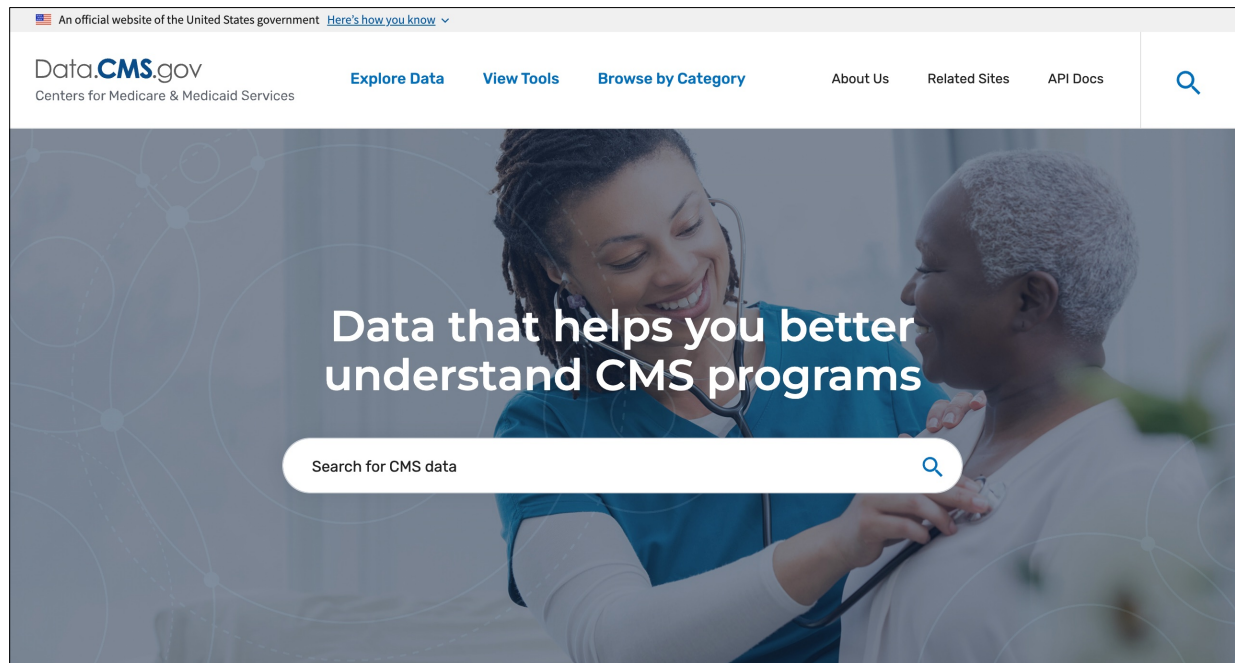 An official website of the United States government Here's how you know
Data.CMS.gov
Centers for Medicare & Medicaid Services
Explore Data View Tools Browse by Category About Us Related Sites API Docs
Data that helps you better
understand CMS programs
Search for CMS data